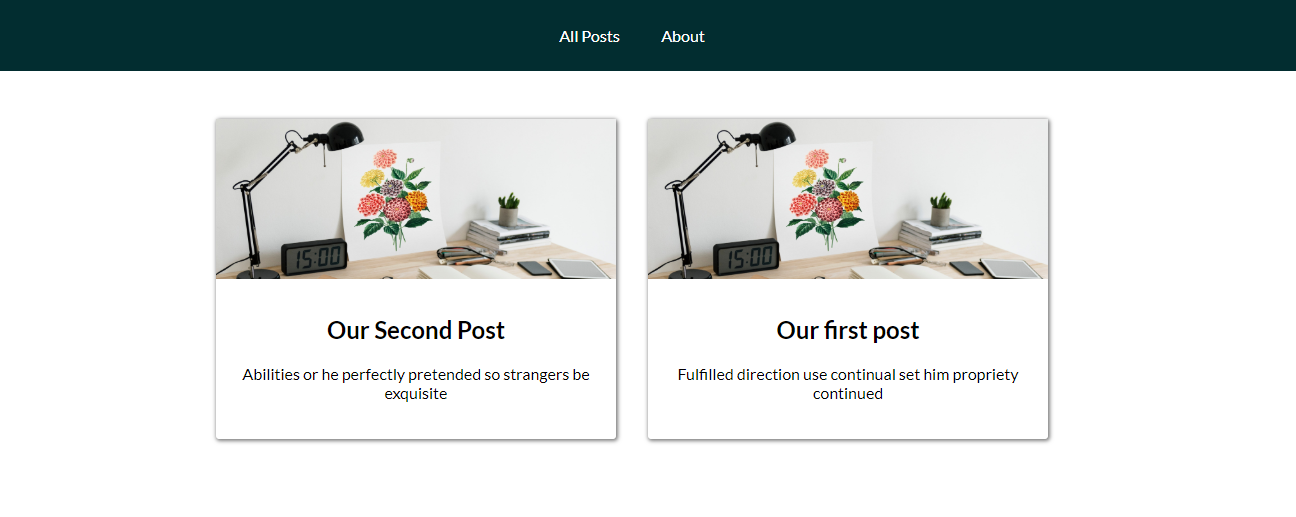 All Posts About
15:00
15:00
Our Second Post
Abilities or he perfectly pretended so strangers be
exquisite
Our first post
Fulfilled direction use continual set him propriety
continued